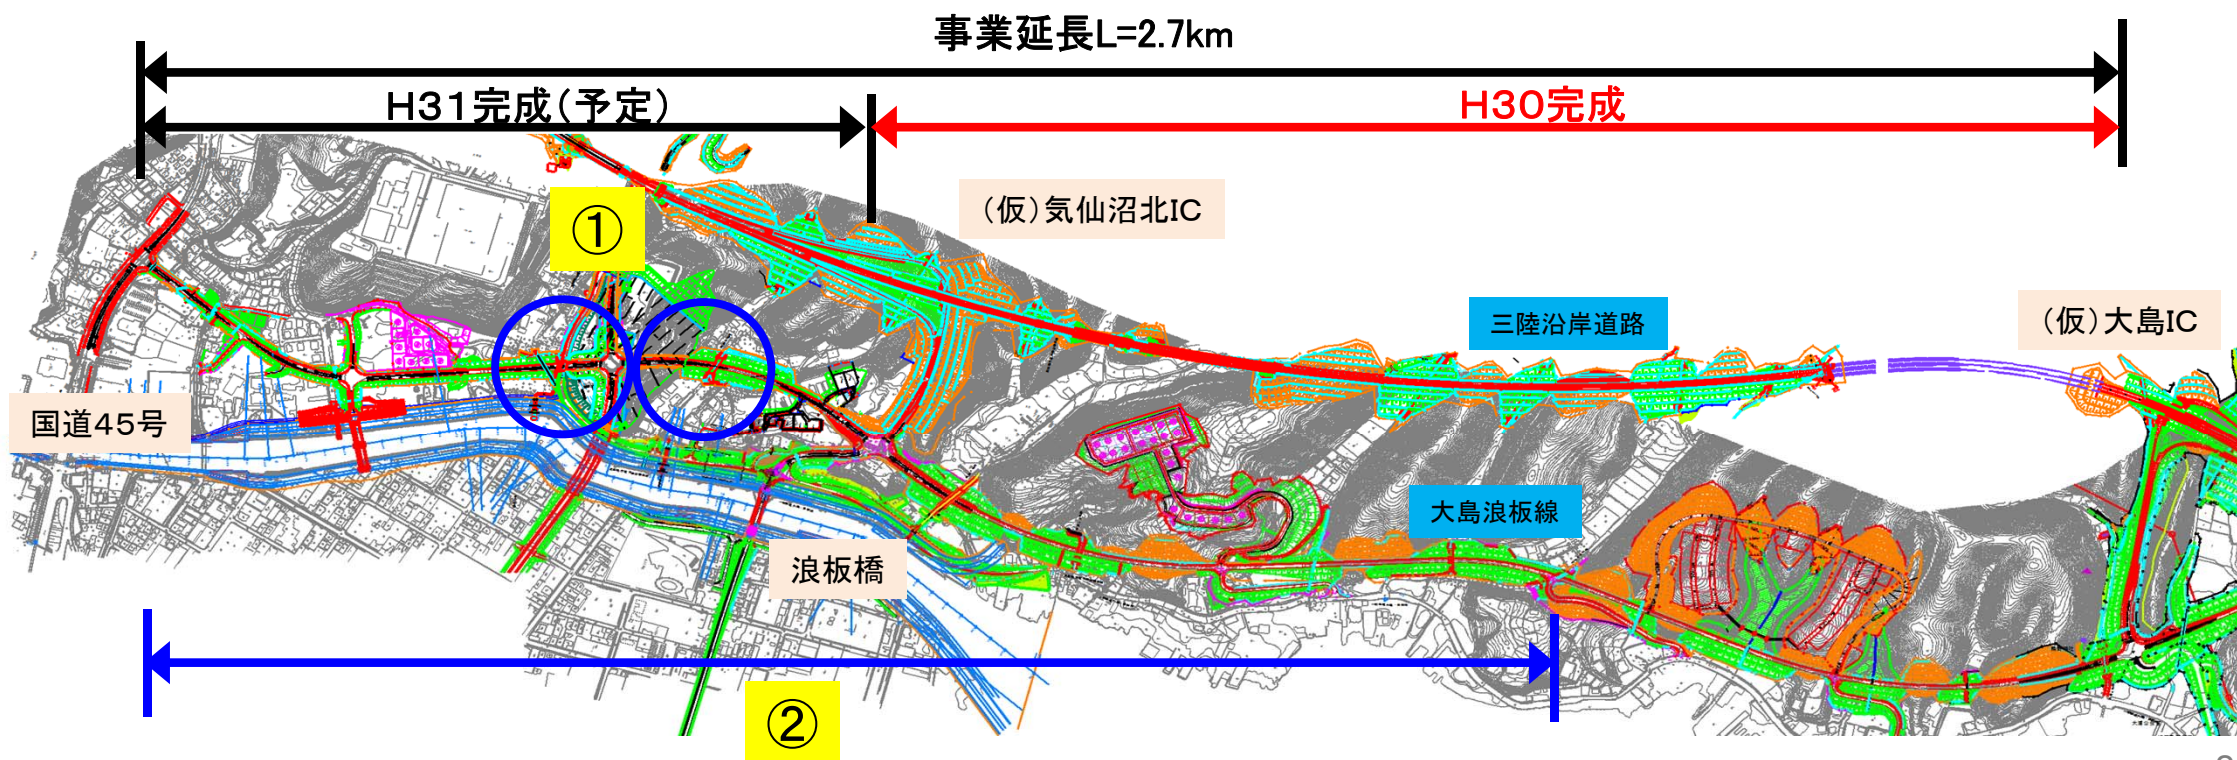 事業延長L=2.7km
H31完成(予定)
H30完成
①
(仮)気仙沼北IC
三陸沿岸道路
(仮)大島IC
国道45号
大島浪板線
浪板橋
②